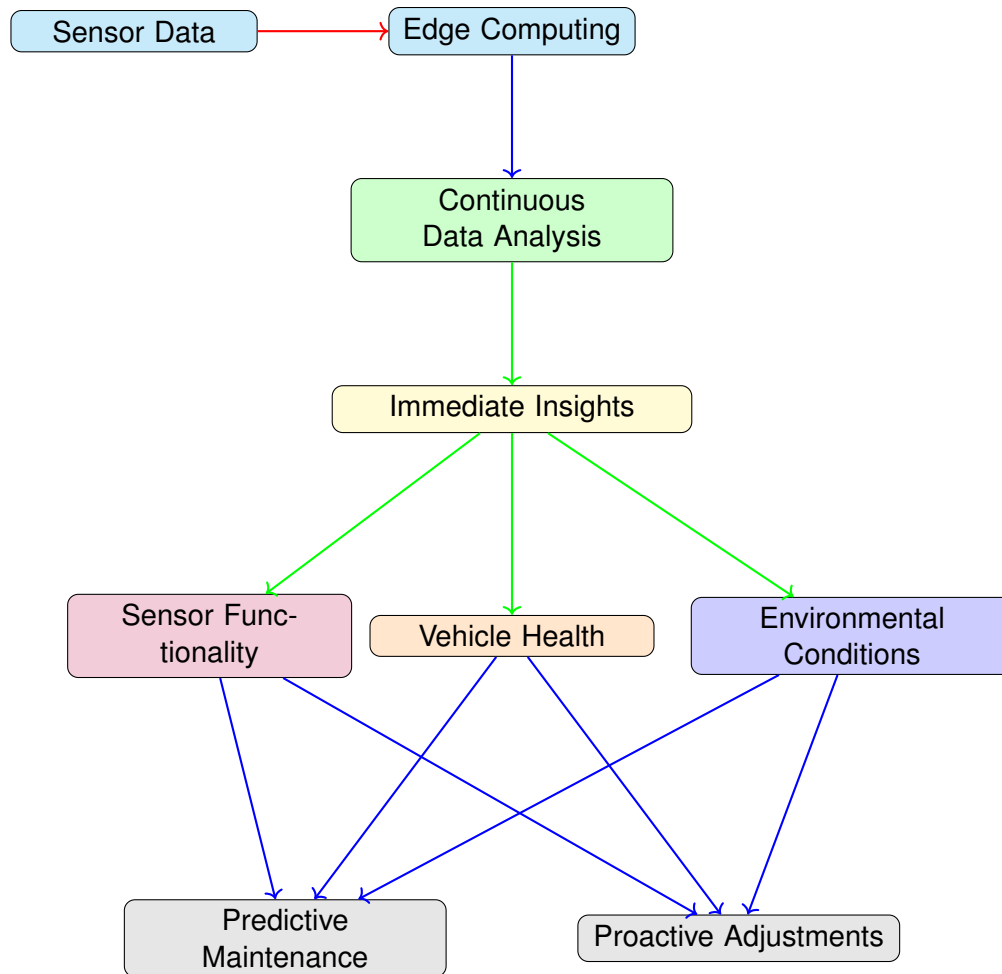 Sensor Data
Edge Computing
Continuous
Data Analysis
Immediate Insights
Sensor Func-
tionality
Vehicle Health
Environmental
Conditions
Predictive
Maintenance
Proactive Adjustments